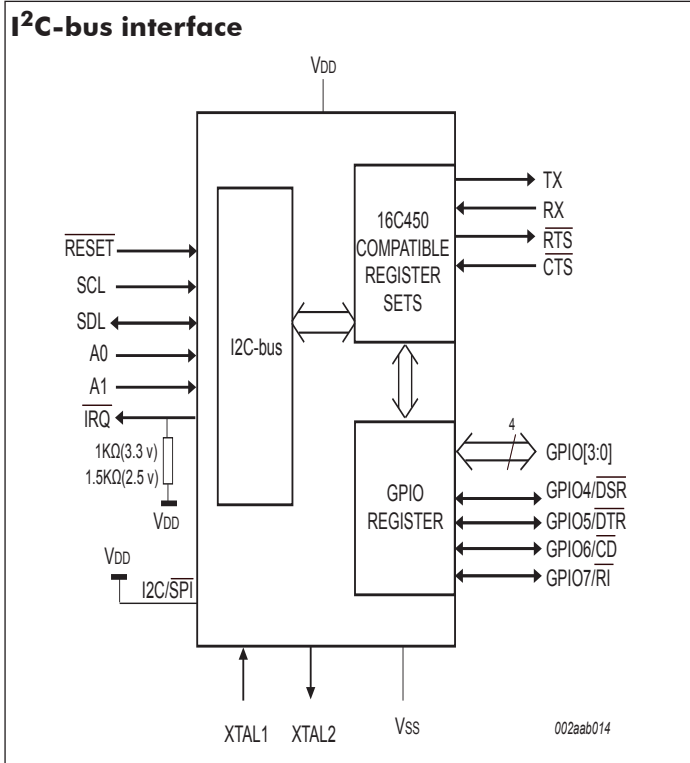 I²C-bus interface
VDD
RESET
SCL
SDL
A0
A1
IRQ
1KΩ(3.3 v)
1.5KΩ(2.5 v)
VDD
VDD
I2C/SPI
I2C-bus
16C450
COMPATIBLE
REGISTER
SETS
TX
RX
RTS
CTS
GPIO
REGISTER
4
GPIO[3:0]
GPIO4/DSR
GPIO5/DTR
GPIO6/CD
GPIO7/RI
XTAL1
XTAL2
VSS
002aab014